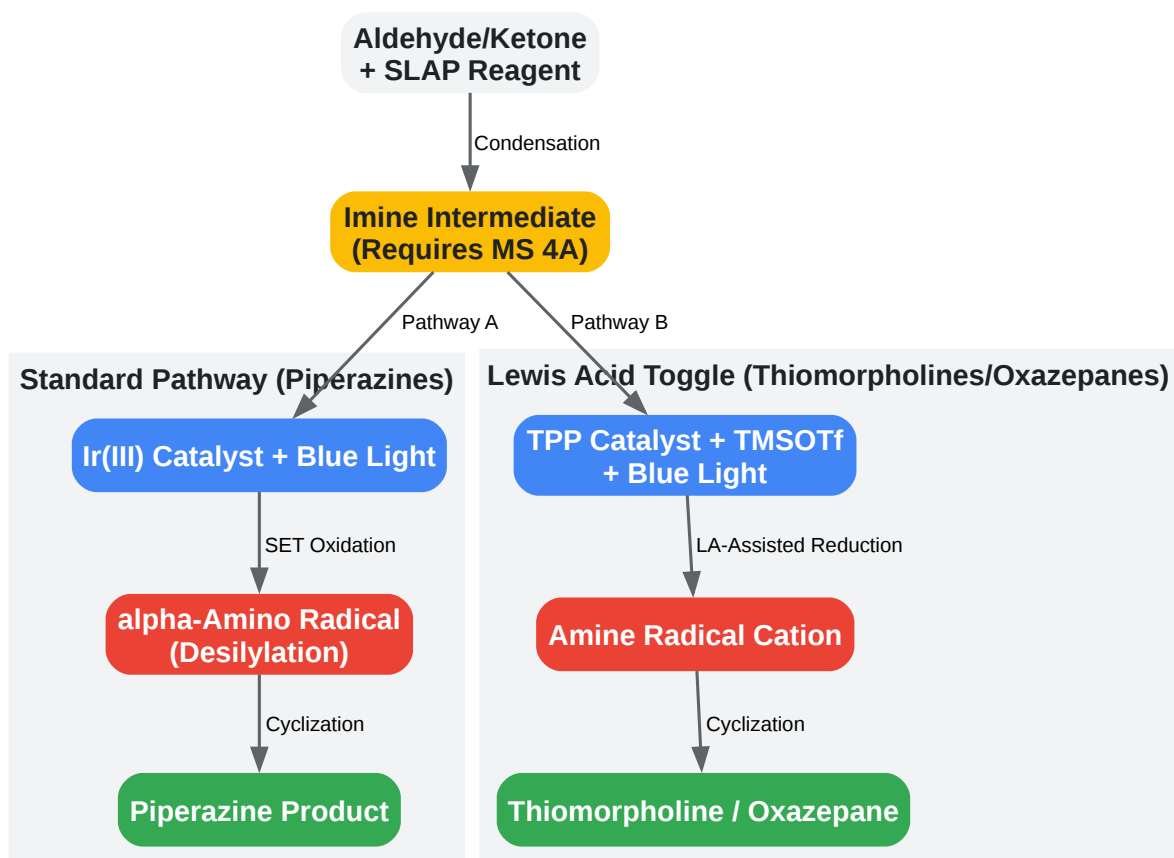 Aldehyde/Ketone
+ SLAP Reagent
Condensation
Imine Intermediate
(Requires MS 4A)
Pathway A
Pathway B
Standard Pathway (Piperazines)
Ir(III) Catalyst + Blue Light
SET Oxidation
alpha-Amino Radical
(Desilylation)
Cyclization
Piperazine Product
Lewis Acid Toggle (Thiomorpholines/Oxazepanes)
TPP Catalyst + TMSOTf
+ Blue Light
LA-Assisted Reduction
Amine Radical Cation
Cyclization
Thiomorpholine / Oxazepane